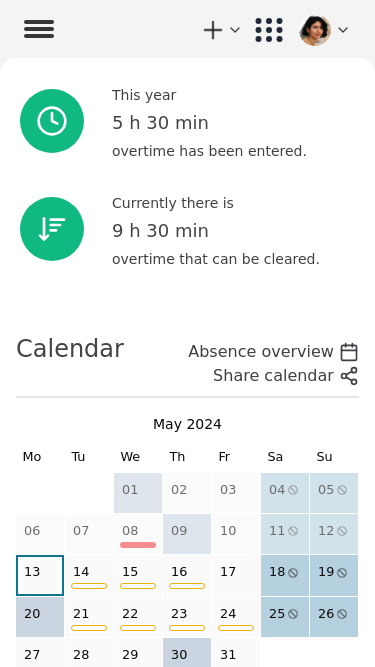 This year
5 h 30 min
overtime has been entered.
Currently there is
9 h 30 min
overtime that can be cleared.
Calendar
Absence overview
Share calendar
May 2024
Mo Tu We Th Fr Sa Su
01 02 03 04 05
06 07 08 09 10 11 12
13 14 15 16 17 18 19
20 21 22 23 24 25 26
27 28 29 30 31